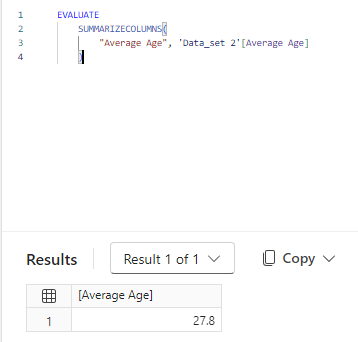 1 EVALUATE
2 SUMMARIZECOLUMNS(
3 "Average Age", 'Data_set 2'[Average Age]
4 )
Results Result 1 of 1 Copy
[Average Age]
1 27.8